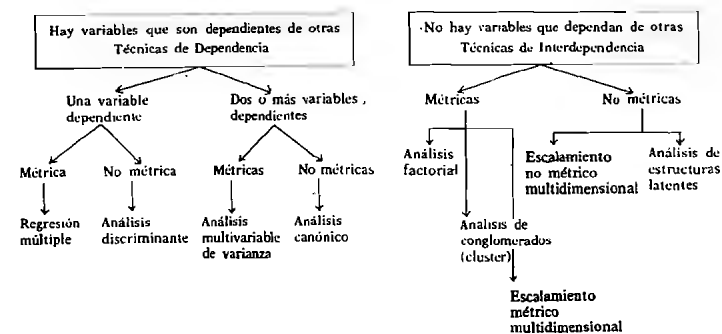 Hay variables que son dependientes de otras
Técnicas de Dependencia
Una variable
dependiente
Dos o más variables,
dependientes
Métrica
No métrica
Métricas
No métricas
Regresión
múltiple
Análisis
discriminante
Análisis
multivariable
de varianza
Análisis
canónico
No hay variables que dependan de otras
Técnicas de Interdependencia
Métricas
No métricas
Análisis
factorial
Escalamiento
no métrico
multidimensional
Análisis de
estructuras
latentes
Analisis de
conglomerados
(cluster)
Escalamiento
métrico
multidimensional